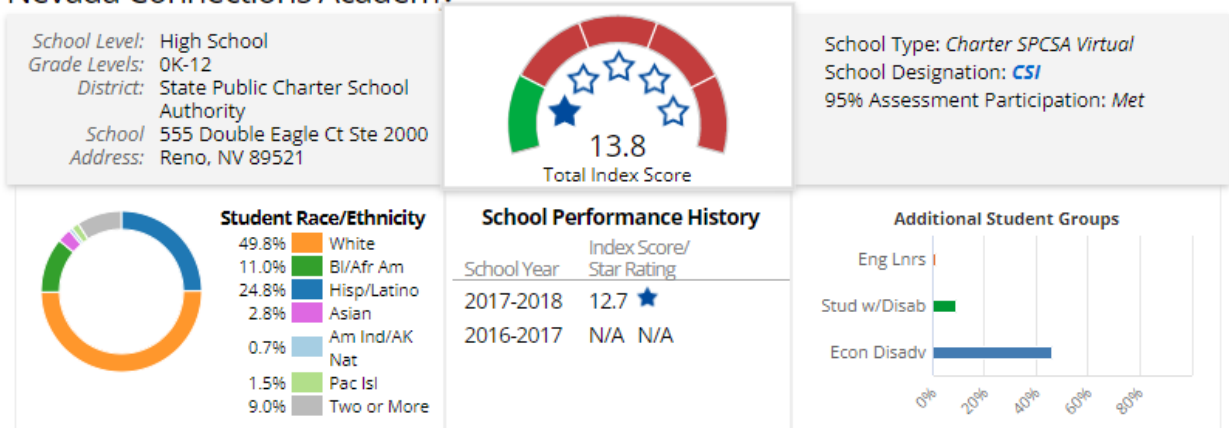 School Level: High School
Grade Levels: 0K-12
District: State Public Charter School
Authority
School 555 Double Eagle Ct Ste 2000
Address: Reno, NV 89521
13.8
Total Index Score
School Type: Charter SPCSA Virtual
School Designation: CSI
95% Assessment Participation: Met
Student Race/Ethnicity
49.8% White
11.0% Bl/Afr Am
24.8% Hisp/Latino
2.8% Asian
0.7% Am Ind/AK
Nat
1.5% Pac Isl
9.0% Two or More
School Performance History
Index Score/
School Year Star Rating
2017-2018 12.7
2016-2017 N/A N/A
Additional Student Groups
Eng Lnrs
Stud w/Disab
Econ Disadv
0% 20% 40% 60% 80%